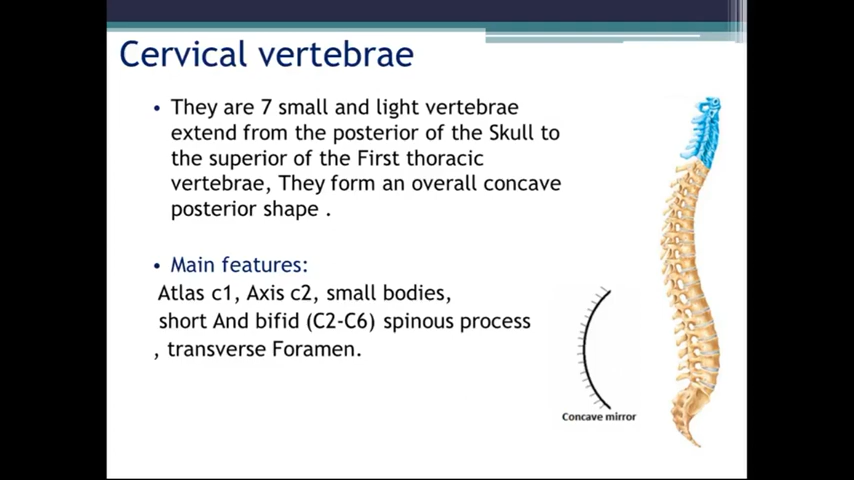 Cervical vertebrae
• They are 7 small and light vertebrae
extend from the posterior of the Skull to
the superior of the First thoracic
vertebrae, They form an overall concave
posterior shape .
• Main features:
Atlas c1, Axis c2, small bodies,
short And bifid (C2-C6) spinous process
, transverse Foramen.
Concave mirror